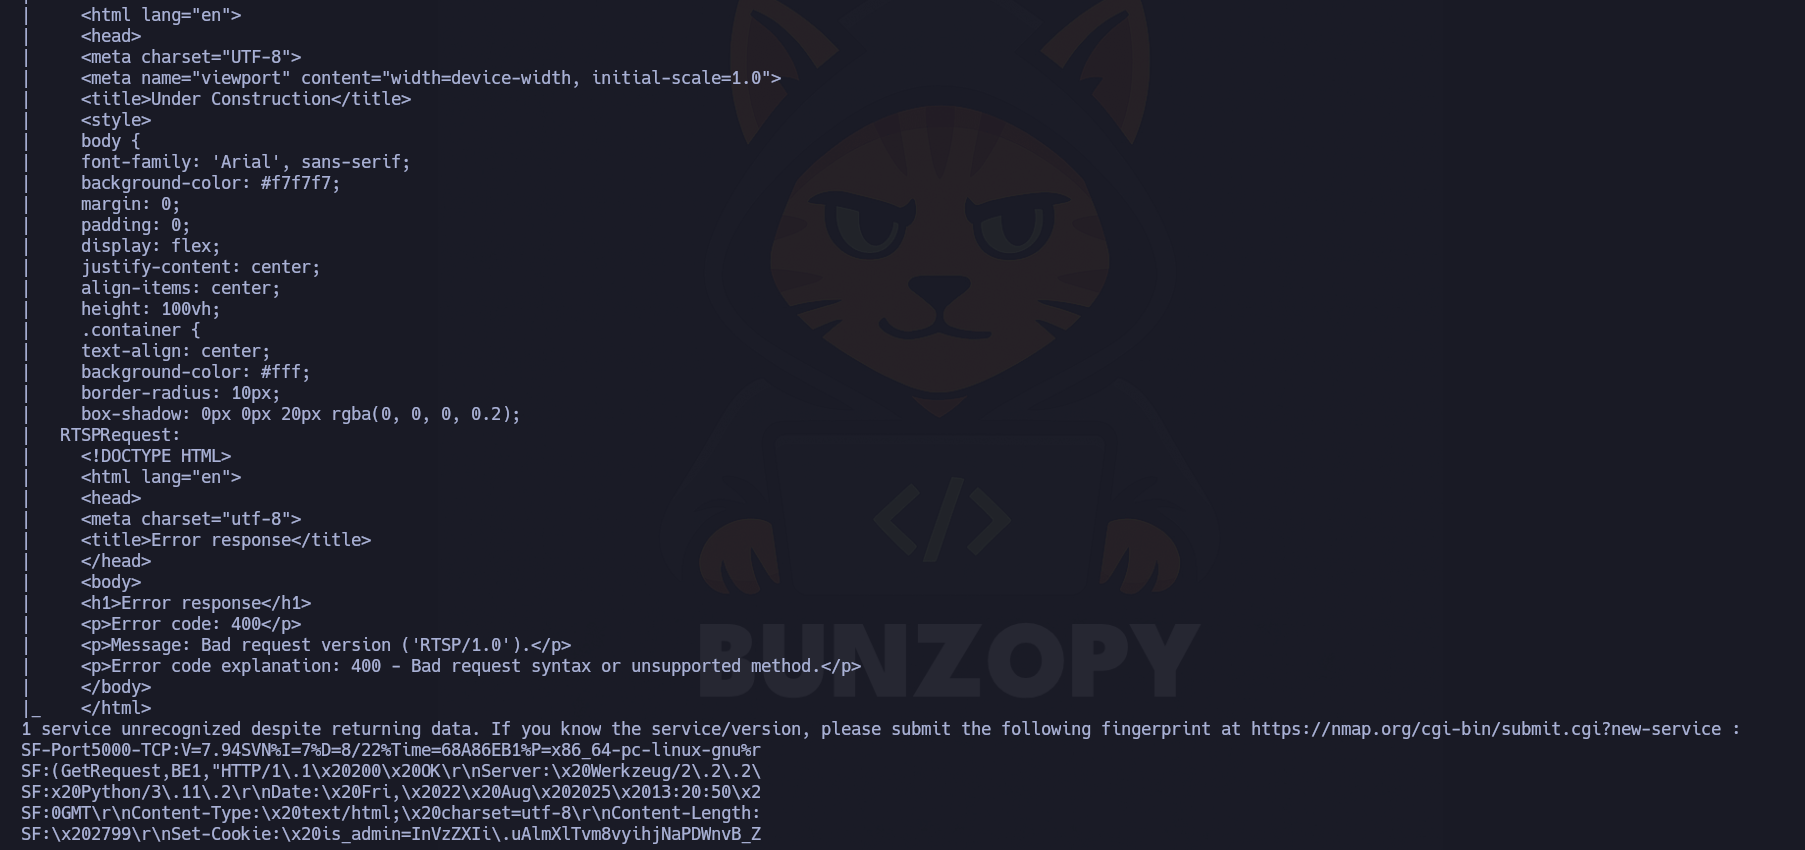 |     <html lang="en">
|     <head>
|     <meta charset="UTF-8">
|     <meta name="viewport" content="width=device-width, initial-scale=1.0">
|     <title>Under Construction</title>
|     <style>
|     body {
|     font-family: 'Arial', sans-serif;
|     background-color: #f7f7f7;
|     margin: 0;
|     padding: 0;
|     display: flex;
|     justify-content: center;
|     align-items: center;
|     height: 100vh;
|     .container {
|     text-align: center;
|     background-color: #fff;
|     border-radius: 10px;
|     box-shadow: 0px 0px 20px rgba(0, 0, 0, 0.2);
|   RTSPRequest:
|     <!DOCTYPE HTML>
|     <html lang="en">
|     <head>
|     <meta charset="utf-8">
|     <title>Error response</title>
|     </head>
|     <body>
|     <h1>Error response</h1>
|     <p>Error code: 400</p>
|     <p>Message: Bad request version ('RTSP/1.0').</p>
|     <p>Error code explanation: 400 - Bad request syntax or unsupported method.</p>
|     </body>
|_    </html>
1 service unrecognized despite returning data. If you know the service/version, please submit the following fingerprint at https://nmap.org/cgi-bin/submit.cgi?new-service :
SF-Port5000-TCP:V=7.94SVN%I=7%D=8/22%Time=68A86EB1%P=x86_64-pc-linux-gnu%r
SF:(GetRequest,BE1,"HTTP/1\.1\x20200\x20OK\r\nServer:\x20Werkzeug/2\.2\.2\
SF:x20Python/3\.11\.2\r\nDate:\x20Fri,\x2022\x20Aug\x202025\x2013:20:50\x2
SF:0GMT\r\nContent-Type:\x20text/html;\x20charset=utf-8\r\nContent-Length:
SF:\x202799\r\nSet-Cookie:\x20is_admin=InVzZXIi\.uAlmXlTvm8vyihjNaPDWnvB_Z
</>
BUNZOPY